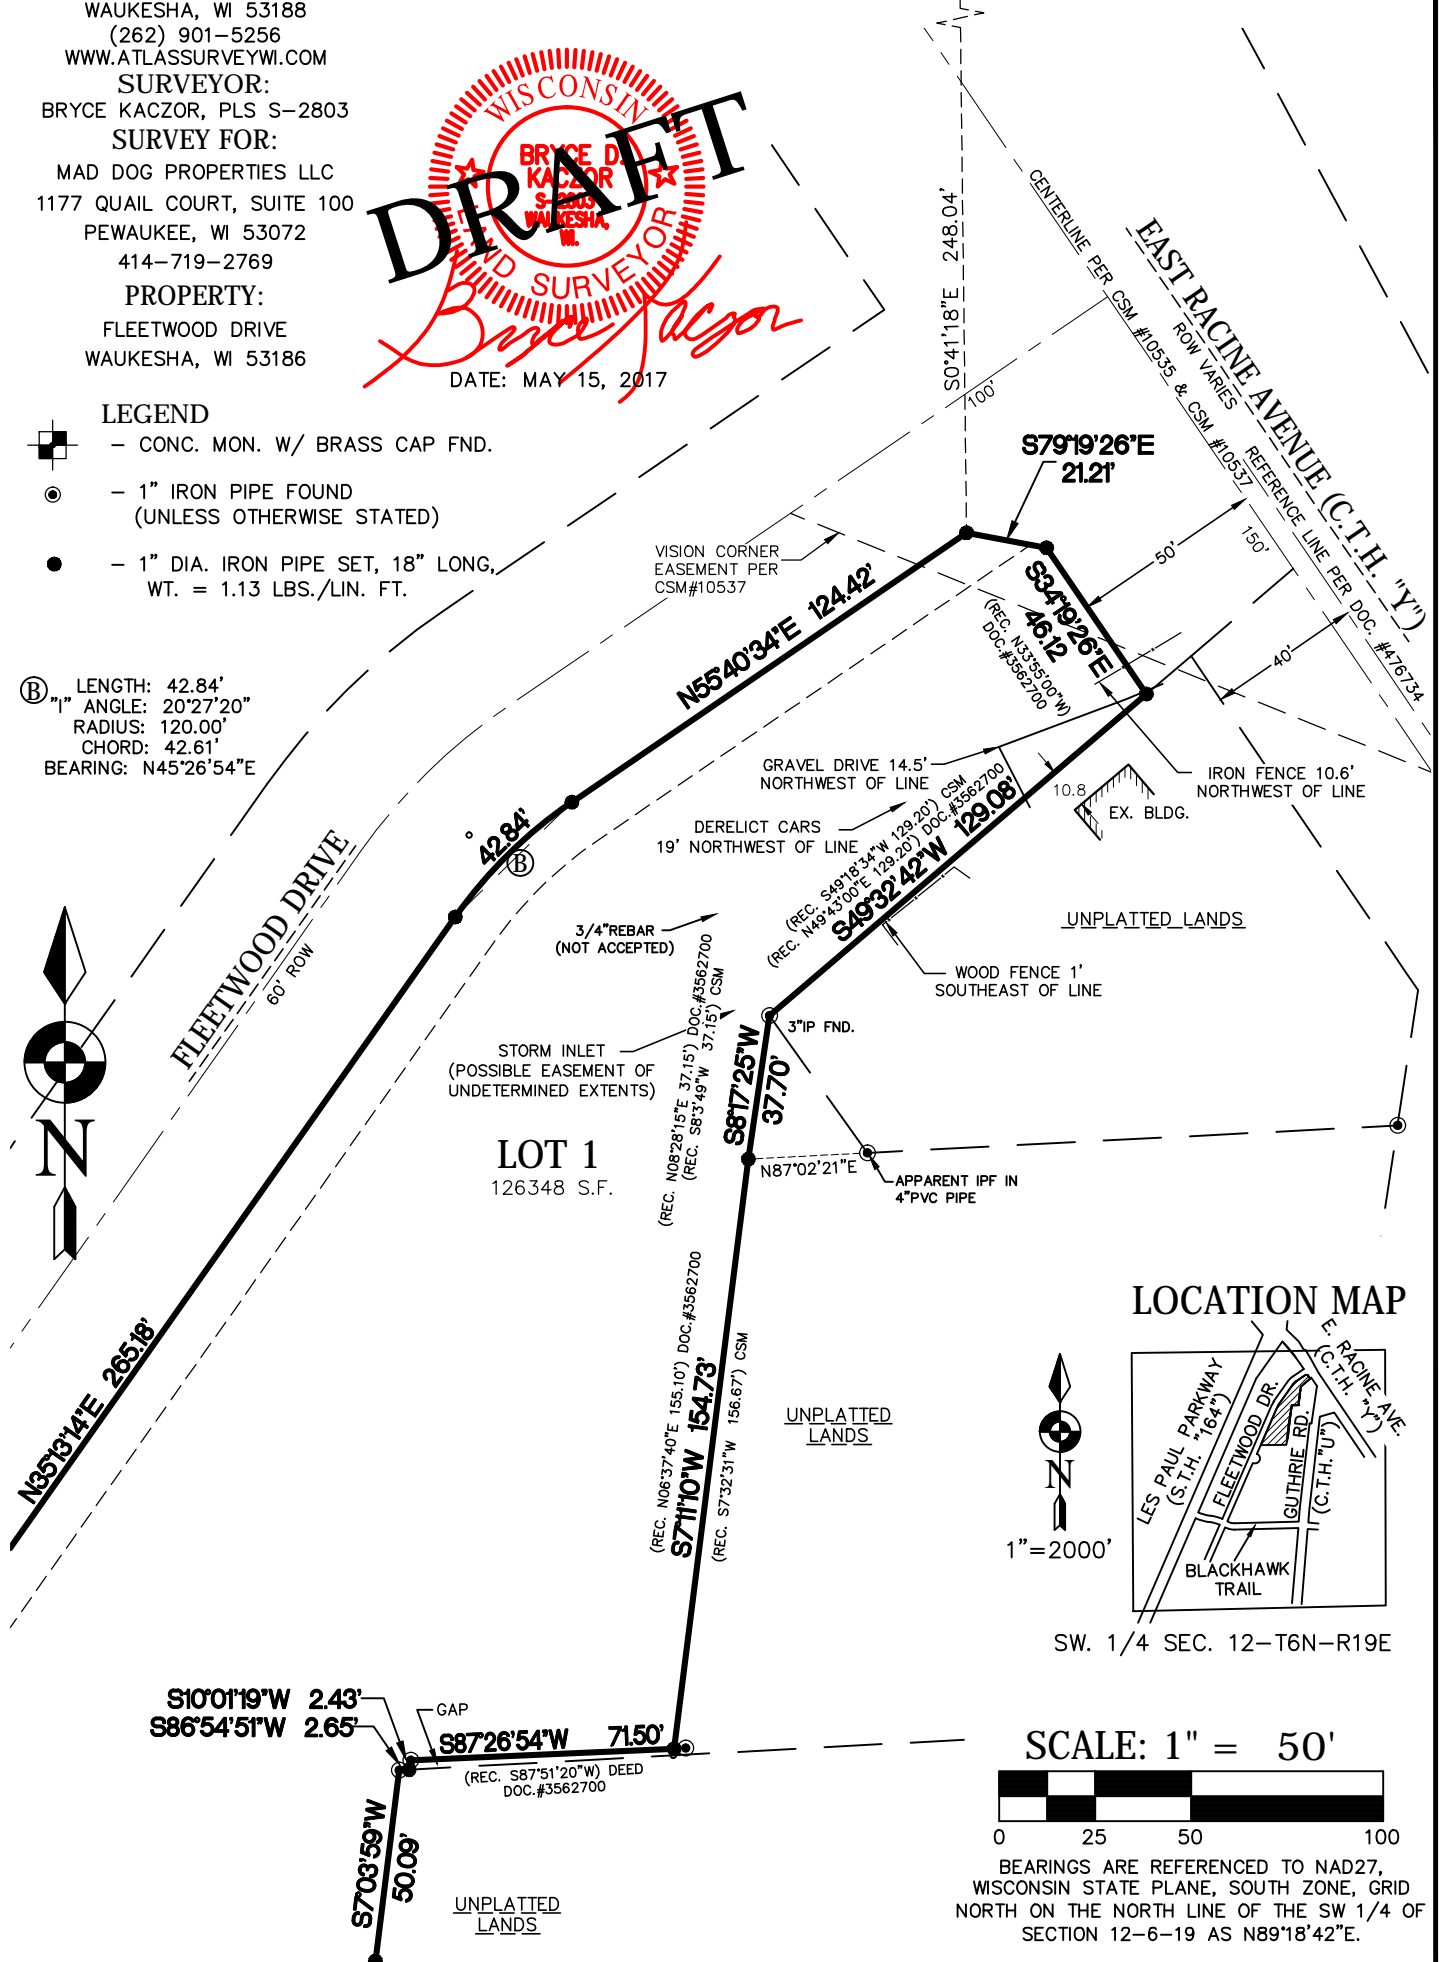 WAUKESHA, WI 53188
(262) 901-5256
WWW.ATLASSURVEYWI.COM
SURVEYOR:
BRYCE KACZOR, PLS S-2803
SURVEY FOR:
MAD DOG PROPERTIES LLC
1177 QUAIL COURT, SUITE 100
PEWAUKEE, WI 53072
414-719-2769
PROPERTY:
FLEETWOOD DRIVE
WAUKESHA, WI 53186
WISCONSIN
BRYCE D.
KACZOR
S-2803
WAUKESHA,
WI.
LAND SURVEYOR
DRAFT
Bryce Kaczor
DATE: MAY 15, 2017
LEGEND
- CONC. MON. W/ BRASS CAP FND.
- 1" IRON PIPE FOUND
(UNLESS OTHERWISE STATED)
- 1" DIA. IRON PIPE SET, 18" LONG,
WT. = 1.13 LBS./LIN. FT.
B
LENGTH: 42.84'
"I" ANGLE: 20°27'20"
RADIUS: 120.00'
CHORD: 42.61'
BEARING: N45°26'54"E
S0°41'18"E 248.04'
CENTERLINE PER CSM #10535 & CSM #10537
EAST RACINE AVENUE (C.T.H. "Y")
ROW VARIES
REFERENCE LINE PER DOC. #476734
100'
150'
50'
40'
S79°19'26"E
21.21'
VISION CORNER
EASEMENT PER
CSM#10537
N55°40'34"E 124.42'
S34°19'26"E
46.12
(REC. N33°55'00"W)
DOC.#3562700
GRAVEL DRIVE 14.5'
NORTHWEST OF LINE
IRON FENCE 10.6'
NORTHWEST OF LINE
10.8
EX. BLDG.
DERELICT CARS
19' NORTHWEST OF LINE
(REC. S49°18'34"W 129.20') CSM
(REC. N49°43'00"E 129.20') DOC.#3562700
S49°32'42"W 129.08'
°
42.84'
B
FLEETWOOD DRIVE
60' ROW
3/4"REBAR
(NOT ACCEPTED)
UNPLATTED LANDS
WOOD FENCE 1'
SOUTHEAST OF LINE
3"IP FND.
STORM INLET
(POSSIBLE EASEMENT OF
UNDETERMINED EXTENTS)
(REC. N08°28'15"E 37.15') DOC.#3562700
(REC. S8°3'49"W 37.15') CSM
S8°17'25"W
37.70'
N
LOT 1
126348 S.F.
N87°02'21"E
APPARENT IPF IN
4"PVC PIPE
N35°13'14"E 265.18'
(REC. N06°37'40"E 155.10') DOC.#3562700
S7°11'10"W 154.73'
(REC. S7°32'31"W 156.67') CSM
UNPLATTED
LANDS
LOCATION MAP
N
1"=2000'
LES PAUL PARKWAY
(S.T.H. "164")
FLEETWOOD DR.
GUTHRIE RD.
(C.T.H. "U")
E. RACINE AVE.
(C.T.H. "Y")
BLACKHAWK
TRAIL
SW. 1/4 SEC. 12-T6N-R19E
S10°01'19"W 2.43'
S86°54'51"W 2.65'
GAP
S87°26'54"W 71.50'
(REC. S87°51'20"W) DEED
DOC.#3562700
S7°03'59"W
50.09'
UNPLATTED
LANDS
SCALE: 1" = 50'
0 25 50 100
BEARINGS ARE REFERENCED TO NAD27,
WISCONSIN STATE PLANE, SOUTH ZONE, GRID
NORTH ON THE NORTH LINE OF THE SW 1/4 OF
SECTION 12-6-19 AS N89°18'42"E.